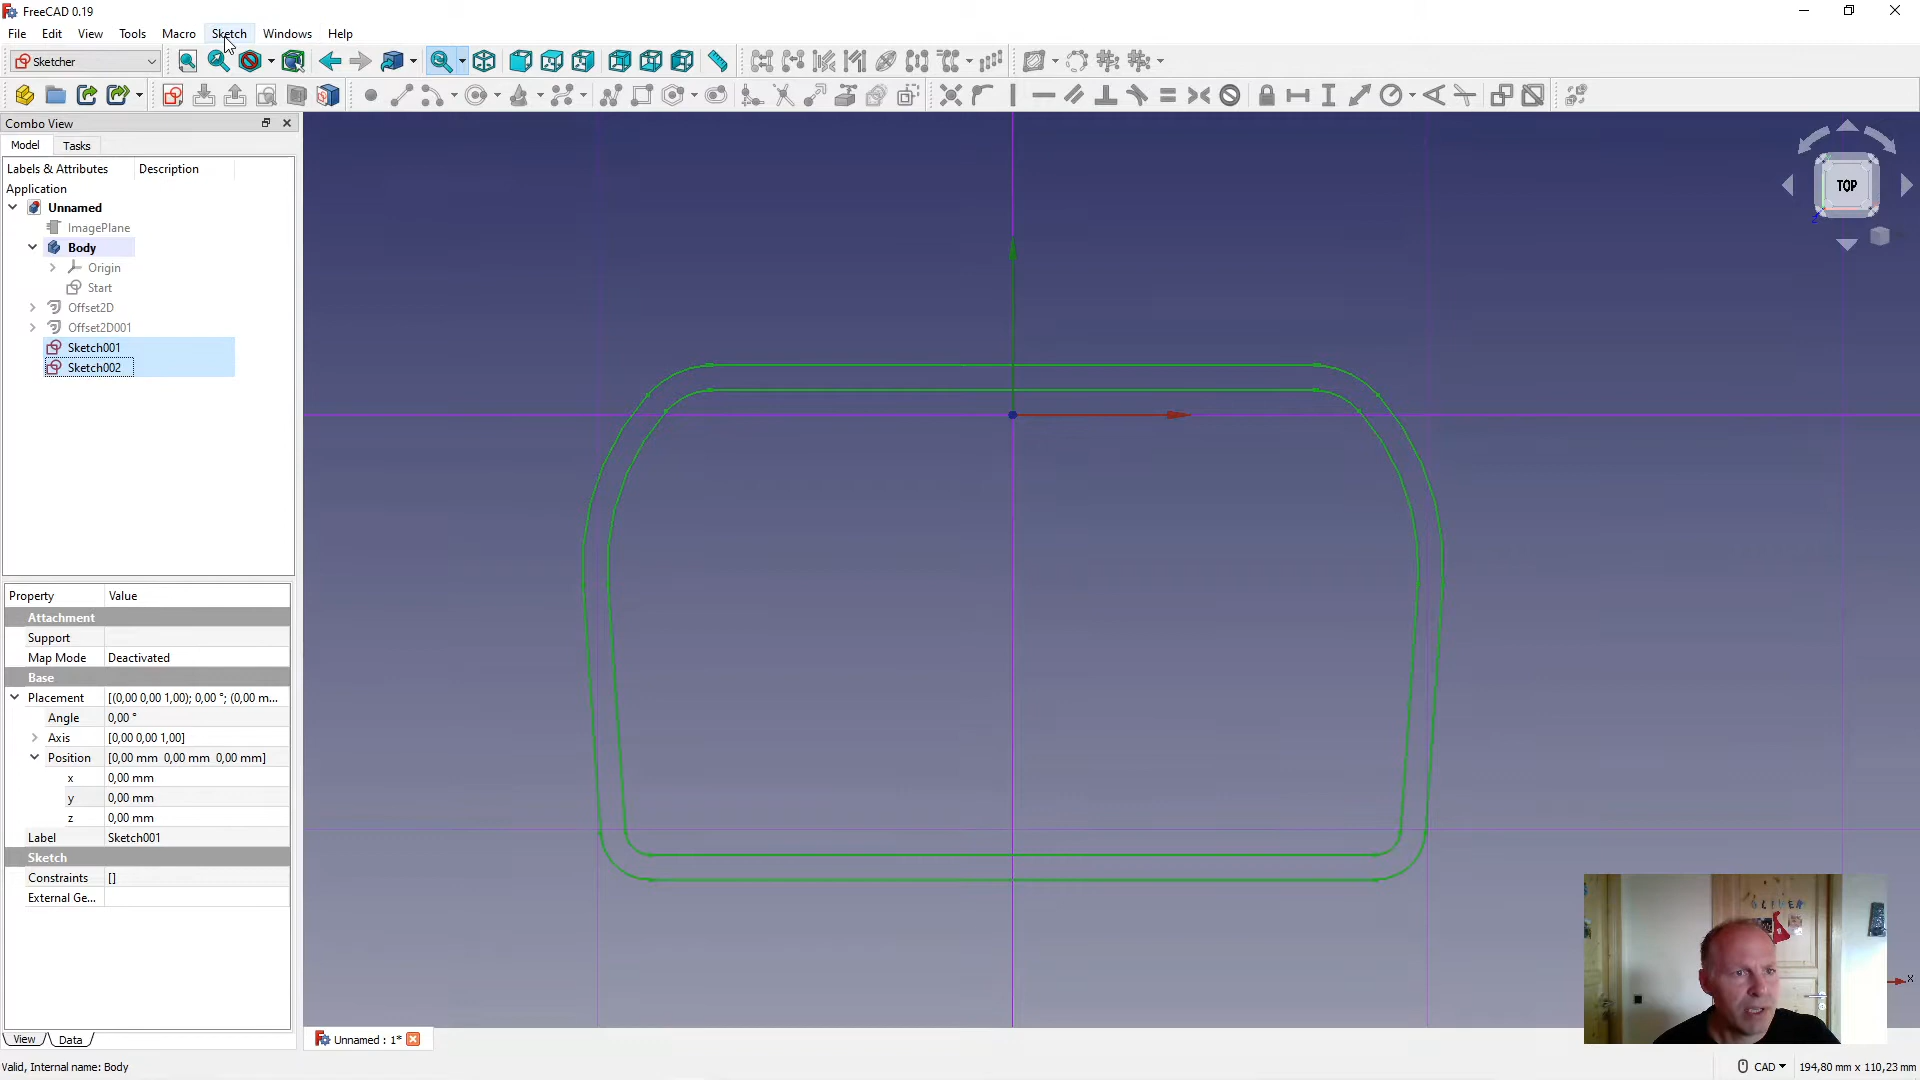 FreeCAD 0.19
File Edit View Tools Macro Sketch Windows Help
Sketcher
Combo View
Model Tasks
Labels & Attributes Description
Application
Unnamed
ImagePlane
Body
Origin
Start
Offset2D
Offset2D001
Sketch001
Sketch002
TOP
Property Value
Attachment
Support
Map Mode Deactivated
Base
Placement [(0,00 0,00 1,00); 0,00 °; (0,00 m...
Angle 0,00 °
Axis [0,00 0,00 1,00]
Position [0,00 mm 0,00 mm 0,00 mm]
x 0,00 mm
y 0,00 mm
z 0,00 mm
Label Sketch001
Sketch
Constraints []
External Ge...
x
View Data
Unnamed : 1*
Valid, Internal name: Body
CAD 194,80 mm x 110,23 mm